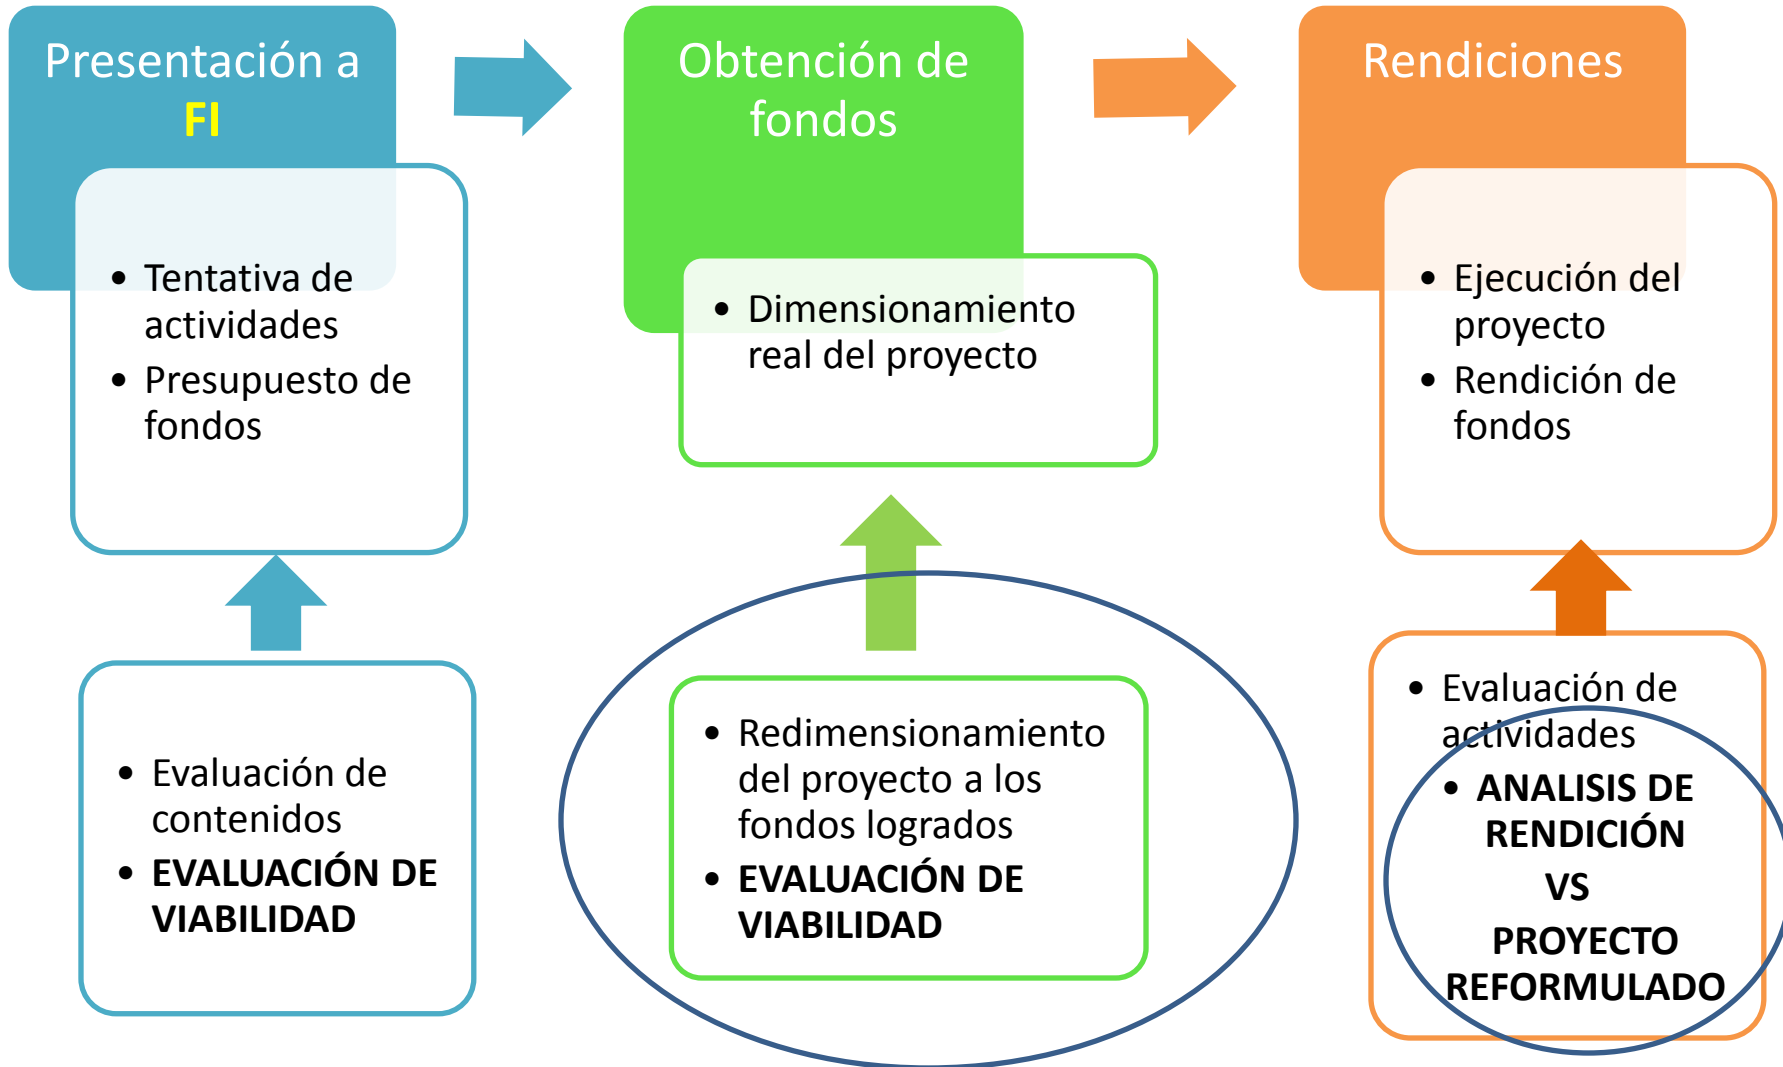 Presentación a
FI
• Tentativa de
actividades
• Presupuesto de
fondos
• Evaluación de
contenidos
• EVALUACIÓN DE
VIABILIDAD
Obtención de
fondos
• Dimensionamiento
real del proyecto
• Redimensionamiento
del proyecto a los
fondos logrados
• EVALUACIÓN DE
VIABILIDAD
Rendiciones
• Ejecución del
proyecto
• Rendición de
fondos
• Evaluación de
actividades
• ANALISIS DE
RENDICIÓN
VS
PROYECTO
REFORMULADO